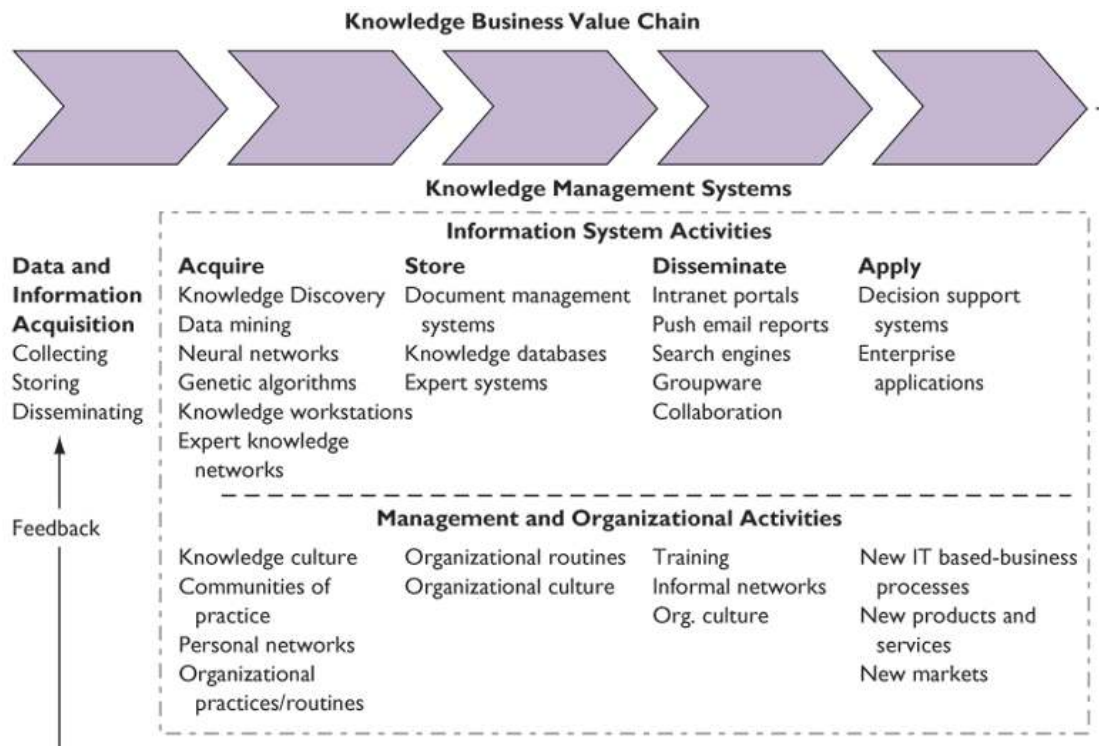 Knowledge Business Value Chain
Knowledge Management Systems
Information System Activities
Data and
Information
Acquisition
Collecting
Storing
Disseminating
Feedback
Acquire
Knowledge Discovery
Data mining
Neural networks
Genetic algorithms
Knowledge workstations
Expert knowledge
networks
Store
Document management
systems
Knowledge databases
Expert systems
Disseminate
Intranet portals
Push email reports
Search engines
Groupware
Collaboration
Apply
Decision support
systems
Enterprise
applications
Management and Organizational Activities
Knowledge culture
Communities of
practice
Personal networks
Organizational
practices/routines
Organizational routines
Organizational culture
Training
Informal networks
Org. culture
New IT based-business
processes
New products and
services
New markets